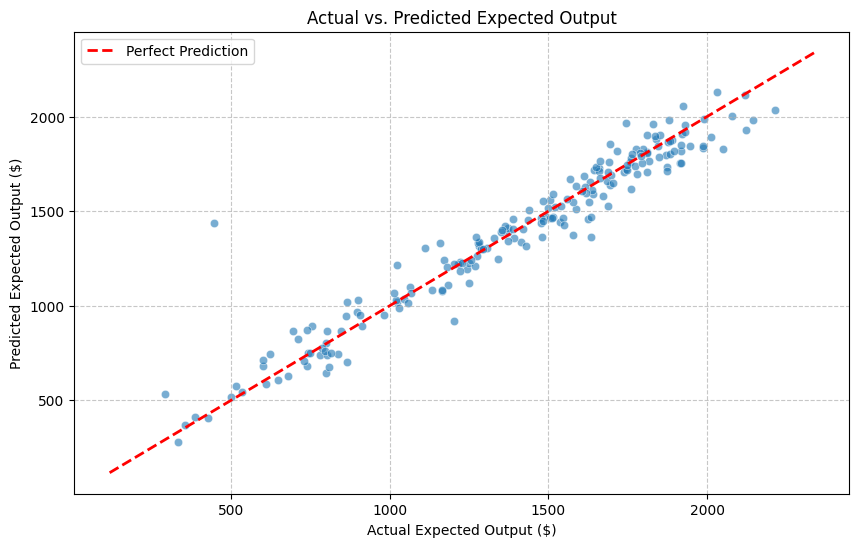 Actual vs. Predicted Expected Output
Perfect Prediction
Predicted Expected Output ($)
2000
1500
1000
500
500
1000
1500
2000
Actual Expected Output ($)